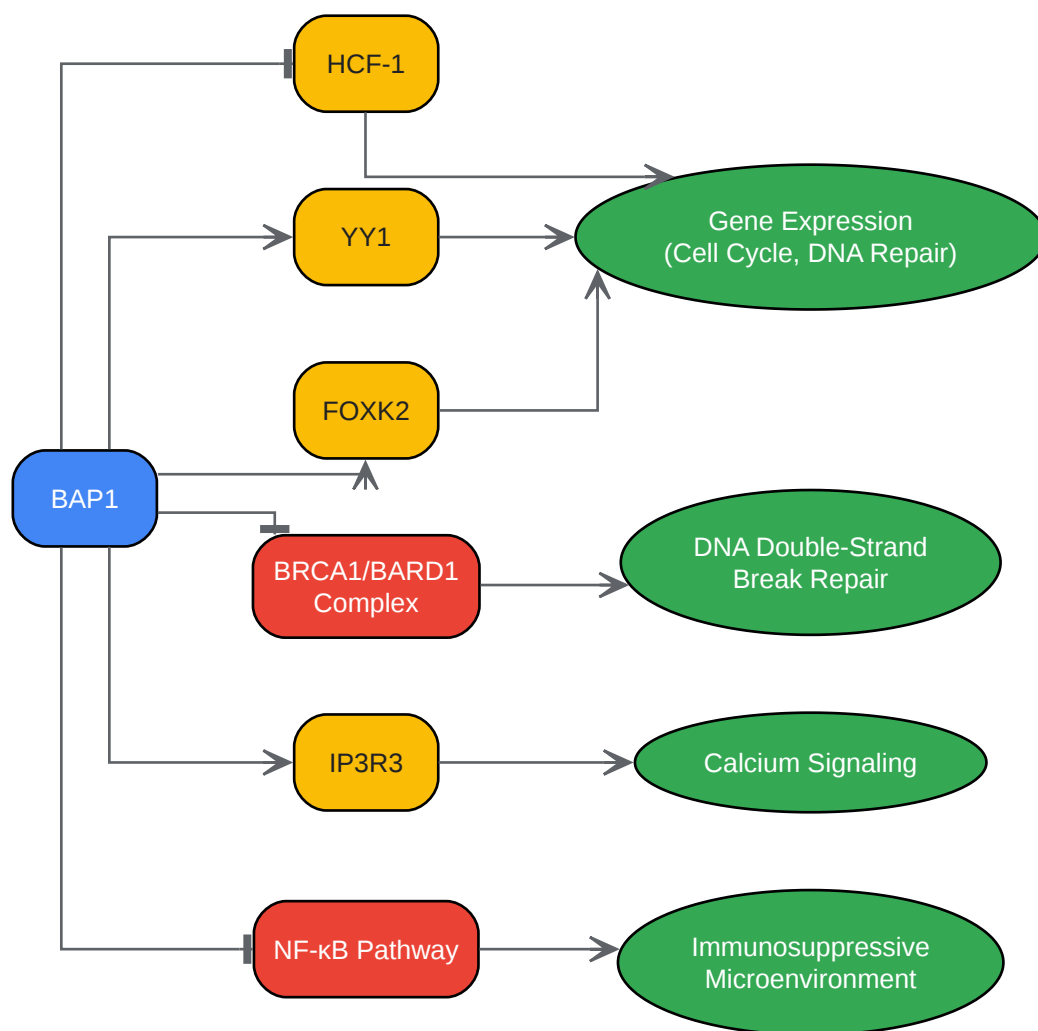 HCF-1
YY1
Gene Expression
(Cell Cycle, DNA Repair)
FOXK2
BAP1
BRCA1/BARD1
Complex
DNA Double-Strand
Break Repair
IP3R3
Calcium Signaling
NF-κB Pathway
Immunosuppressive
Microenvironment